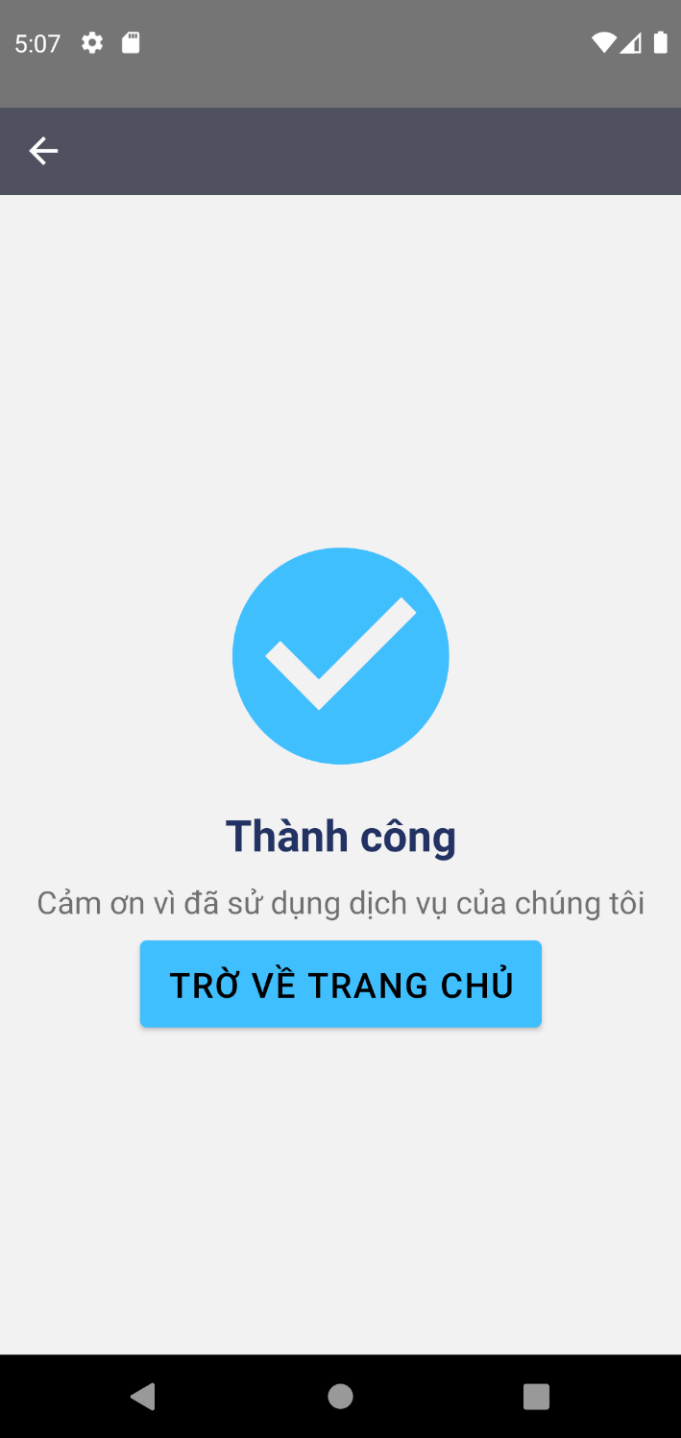 5:07
Thành công
Cảm ơn vì đã sử dụng dịch vụ của chúng tôi
TRỜ VỀ TRANG CHỦ